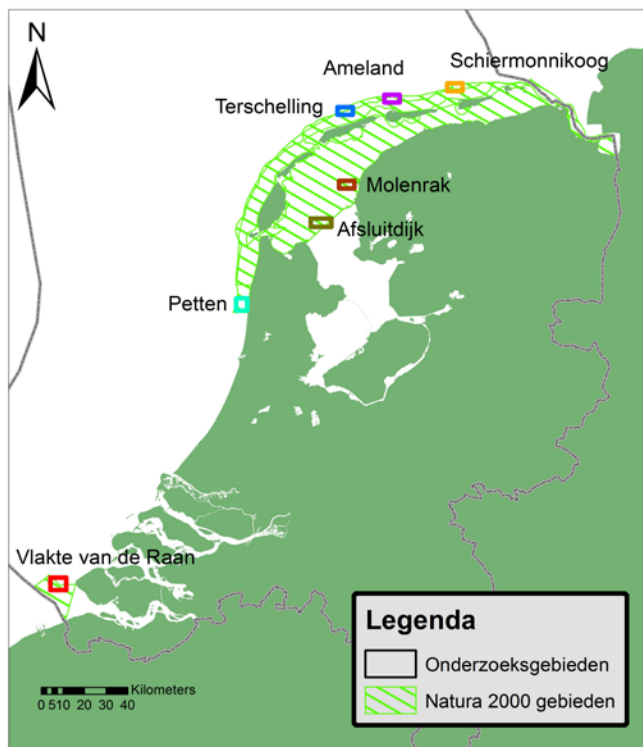 N
Schiermonnikoog
Ameland
Terschelling
Molenrak
Afsluitdijk
Petten
Vlakte van de Raan
Legenda
Onderzoeksgebieden
Natura 2000 gebieden
Kilometers
0 5 10 20 30 40